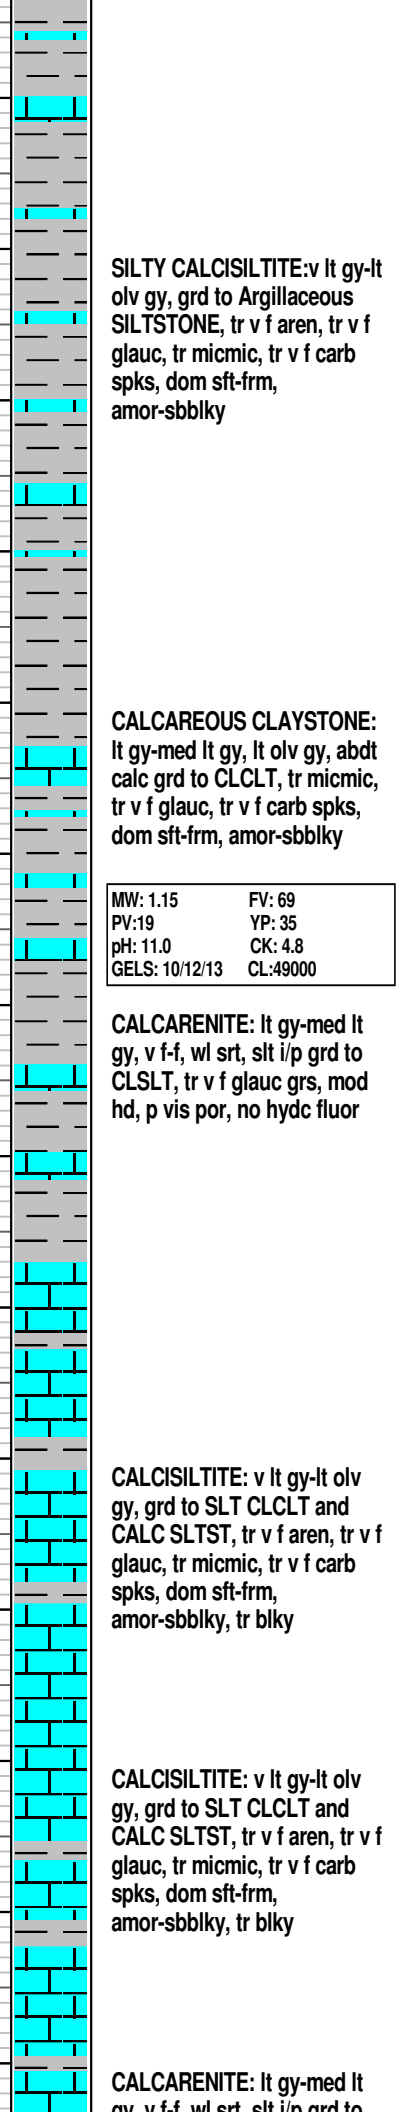 SILTY CALCISILTITE:v lt gy-lt
olv gy, grd to Argillaceous
SILTSTONE, tr v f aren, tr v f
glauc, tr micmic, tr v f carb
spks, dom sft-frm,
amor-sbblky
CALCAREOUS CLAYSTONE:
lt gy-med lt gy, lt olv gy, abdt
calc grd to CLCLT, tr micmic,
tr v f glauc, tr v f carb spks,
dom sft-frm, amor-sbblky
MW: 1.15 FV: 69
PV:19 YP: 35
pH: 11.0 CK: 4.8
GELS: 10/12/13 CL:49000
CALCARENITE: lt gy-med lt
gy, v f-f, wl srt, slt i/p grd to
CLSLT, tr v f glauc grs, mod
hd, p vis por, no hydc fluor
CALCISILTITE: v lt gy-lt olv
gy, grd to SLT CLCLT and
CALC SLTST, tr v f aren, tr v f
glauc, tr micmic, tr v f carb
spks, dom sft-frm,
amor-sbblky, tr blky
CALCISILTITE: v lt gy-lt olv
gy, grd to SLT CLCLT and
CALC SLTST, tr v f aren, tr v f
glauc, tr micmic, tr v f carb
spks, dom sft-frm,
amor-sbblky, tr blky
CALCARENITE: lt gy-med lt
gy, v f-f, wl srt, slt i/p grd to